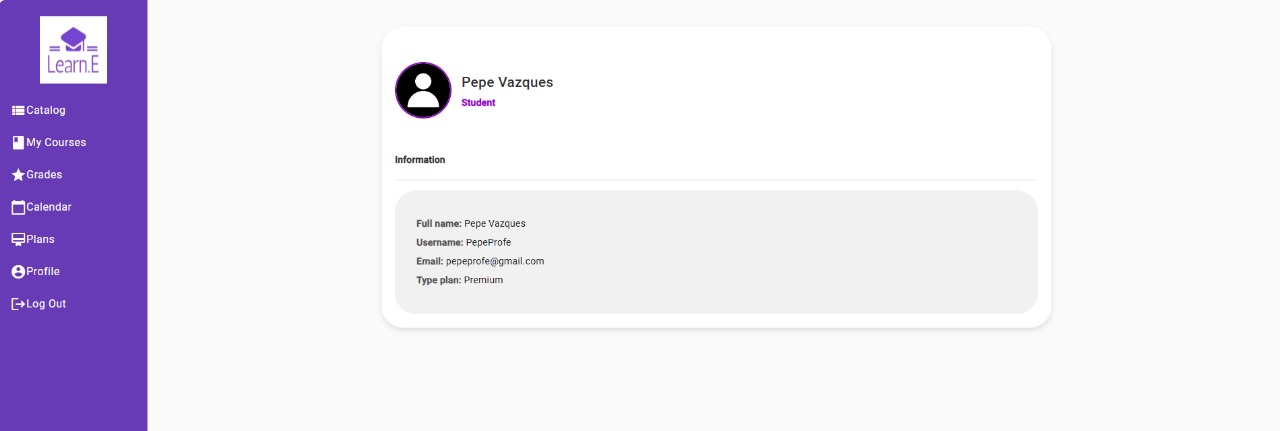 Learn.E
Catalog
My Courses
Grades
Calendar
Plans
Profile
Log Out
Pepe Vazques
Student
Information
Full name: Pepe Vazques
Username: PepeProfe
Email: pepeprofe@gmail.com
Type plan: Premium